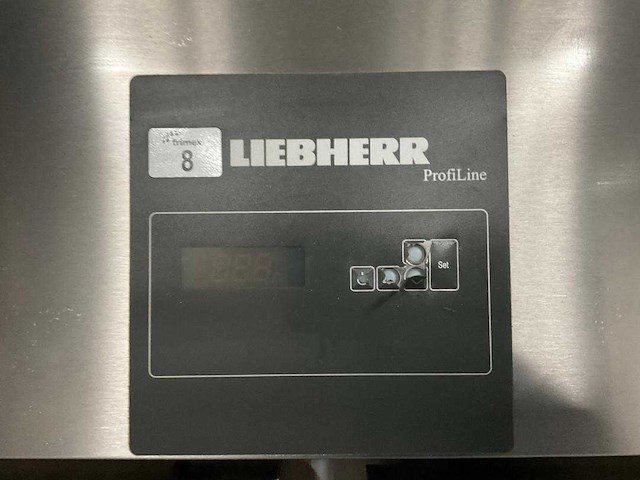 frimex
8
LIEBHERR
ProfiLine
Set